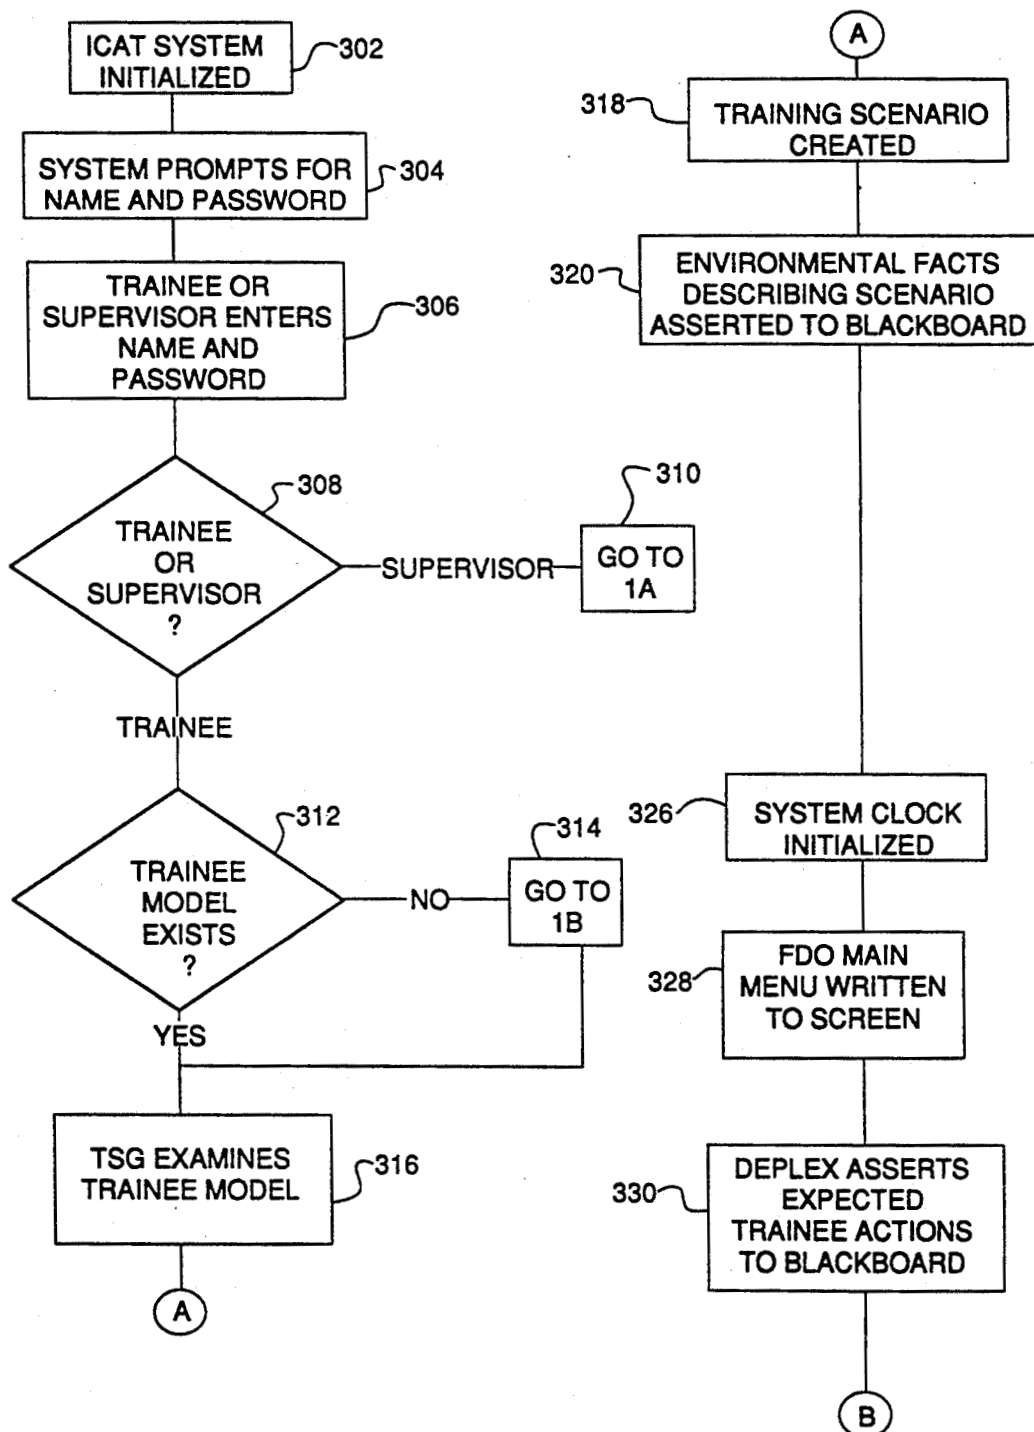 ICAT SYSTEM
INITIALIZED
302
SYSTEM PROMPTS FOR
NAME AND PASSWORD
304
TRAINEE OR
SUPERVISOR ENTERS
NAME AND
PASSWORD
306
308
TRAINEE
OR
SUPERVISOR
?
SUPERVISOR
310
GO TO
1A
TRAINEE
312
TRAINEE
MODEL
EXISTS
?
NO
314
GO TO
1B
YES
TSG EXAMINES
TRAINEE MODEL
316
A
A
318
TRAINING SCENARIO
CREATED
320
ENVIRONMENTAL FACTS
DESCRIBING SCENARIO
ASSERTED TO BLACKBOARD
326
SYSTEM CLOCK
INITIALIZED
328
FDO MAIN
MENU WRITTEN
TO SCREEN
330
DEPLEX ASSERTS
EXPECTED
TRAINEE ACTIONS
TO BLACKBOARD
B